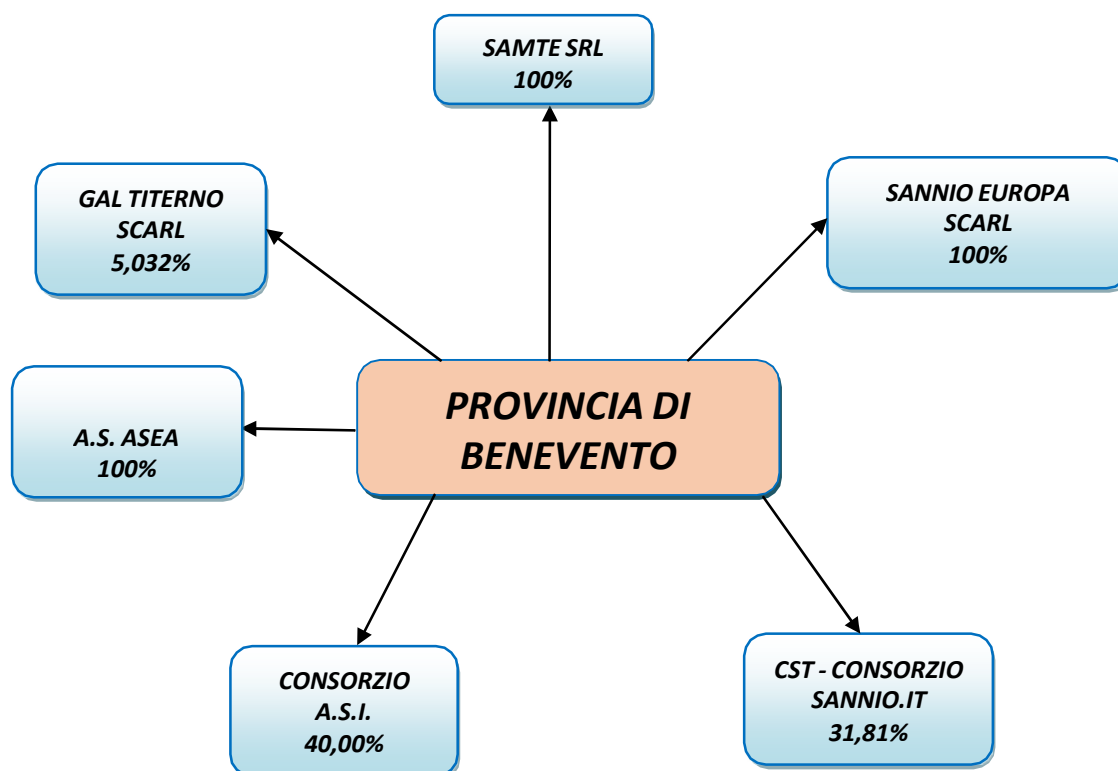 SAMTE SRL
100%
GAL TITERNO
SCARL
5,032%
SANNIO EUROPA
SCARL
100%
A.S. ASEA
100%
PROVINCIA DI
BENEVENTO
CONSORZIO
A.S.I.
40,00%
CST - CONSORZIO
SANNIO.IT
31,81%